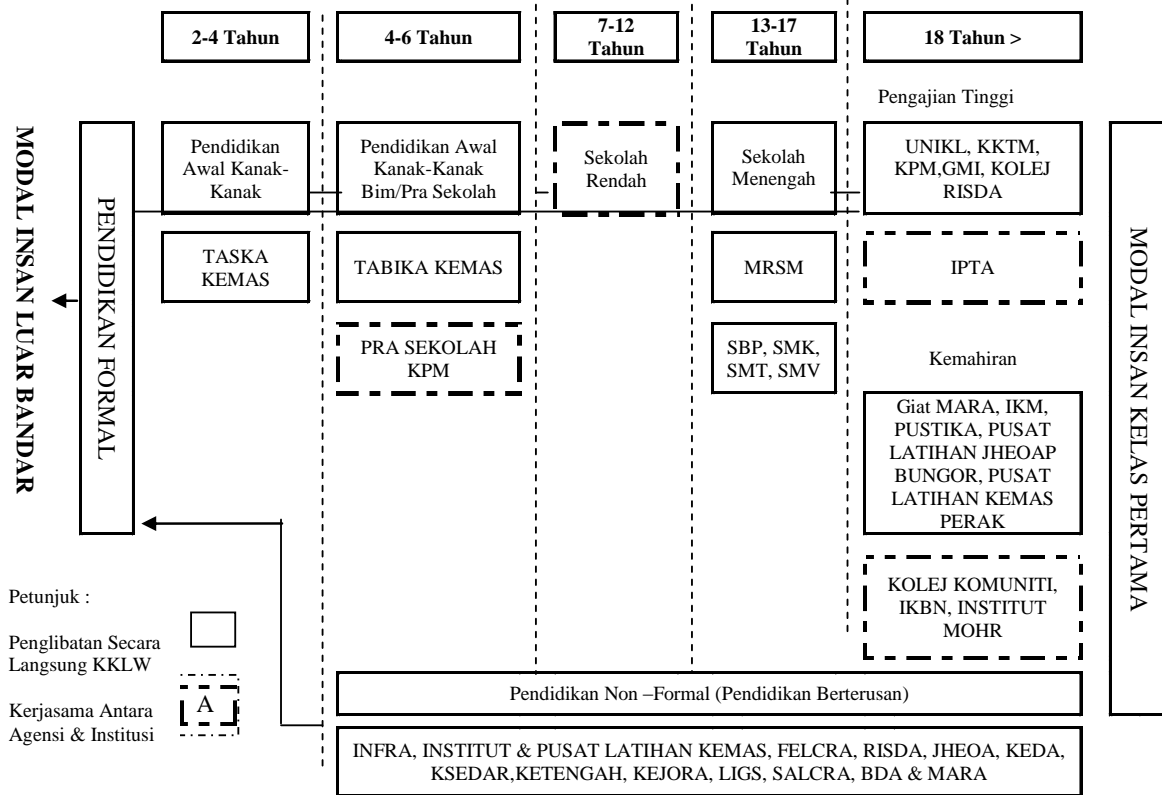 2-4 Tahun
4-6 Tahun
7-12
Tahun
13-17
Tahun
18 Tahun >
Pengajian Tinggi
MODAL INSAN LUAR BANDAR
PENDIDIKAN FORMAL
Pendidikan
Awal Kanak-
Kanak
Pendidikan Awal
Kanak-Kanak
Bim/Pra Sekolah
Sekolah
Rendah
Sekolah
Menengah
UNIKL, KKTM,
KPM,GMI, KOLEJ
RISDA
MODAL INSAN KELAS PERTAMA
TASKA
KEMAS
TABIKA KEMAS
MRSM
IPTA
PRA SEKOLAH
KPM
SBP, SMK,
SMT, SMV
Kemahiran
Giat MARA, IKM,
PUSTIKA, PUSAT
LATIHAN JHEOAP
BUNGOR, PUSAT
LATIHAN KEMAS
PERAK
KOLEJ KOMUNITI,
IKBN, INSTITUT
MOHR
Petunjuk :
Penglibatan Secara
Langsung KKLW
A
Kerjasama Antara
Agensi & Institusi
Pendidikan Non –Formal (Pendidikan Berterusan)
INFRA, INSTITUT & PUSAT LATIHAN KEMAS, FELCRA, RISDA, JHEOA, KEDA,
KSEDAR,KETENGAH, KEJORA, LIGS, SALCRA, BDA & MARA